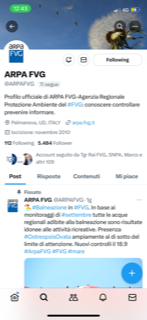 12:43
ARPA
FVG
Following
ARPA FVG
@ARPAFVG Ti segue
Profilo ufficiale di ARPA FVG-Agenzia Regionale
Protezione Ambiente del #FVG: conoscere controllare
prevenire informare.
Palmanova, UD, ITALY arpa.fvg.it
Iscrizione: novembre 2010
112 Following 5.484 Follower
Account seguito da Tgr Rai FVG, SNPA, Marco e
altri
Post Risposte Contenuti Mi piace
Fissato
ARPA FVG @ARPAFVG · 1g
#Balneazione in #FVG. In base ai
monitoraggi di #settembre tutte le acque
regionali adibite alla balneazione sono risultate
idonee alle attività ricreative. Presenza
#OstreopsisOvata ampiamente al di sotto del
limite di attenzione. Nuovi controlli il 18.9
#ArpaFVG #FVG #mare